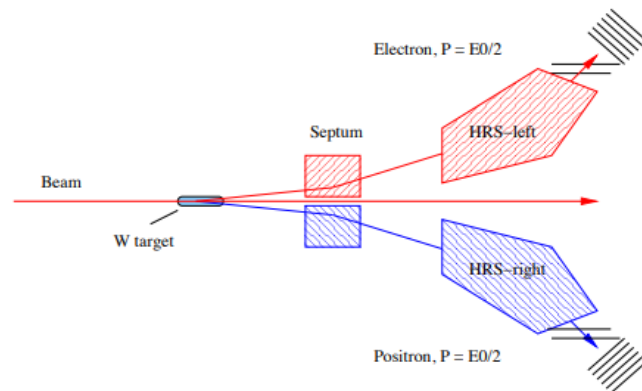 Electron, P = E0/2
HRS-left
Septum
Beam
W target
HRS-right
Positron, P = E0/2